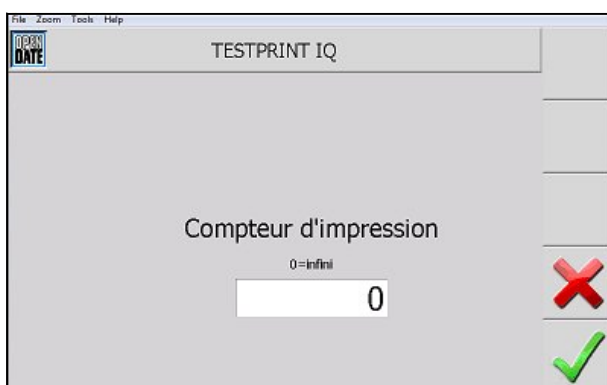 File Zoom Tools Help
OPEN
DATE
TESTPRINT IQ
Compteur d'impression
0=infini
0